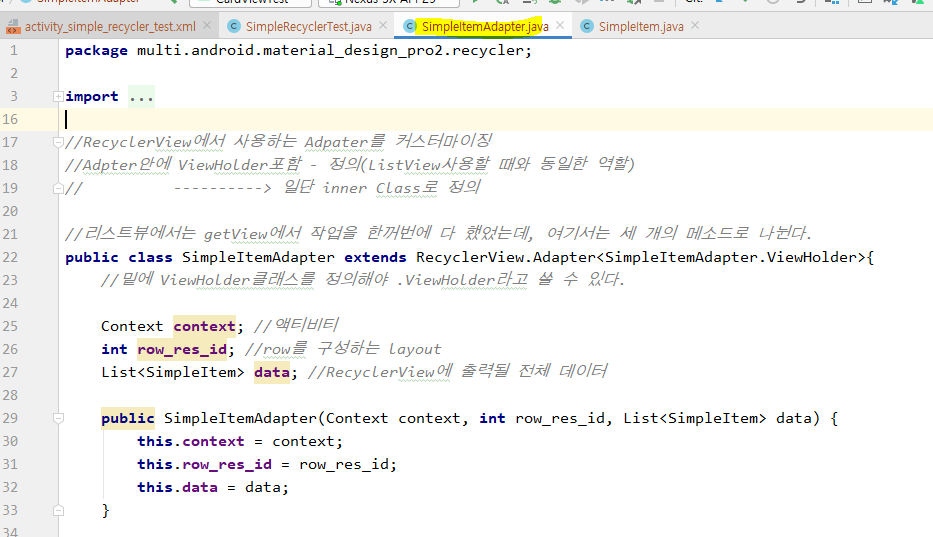 activity_simple_recycler_test.xml SimpleRecyclerTest.java SimpleItemAdapter.java SimpleItem.java
1 package multi.android.material_design_pro2.recycler;
2
3 import ...
16
17 //RecyclerView에서 사용하는 Adpater를 커스터마이징
18 //Adpter안에 ViewHolder포함 - 정의(ListView사용할 때와 동일한 역할)
19 // ----------> 일단 inner Class로 정의
20
21 //리스트뷰에서는 getView에서 작업을 한꺼번에 다 했었는데, 여기서는 세 개의 메소드로 나뉜다.
22 public class SimpleItemAdapter extends RecyclerView.Adapter<SimpleItemAdapter.ViewHolder>{
23 //밑에 ViewHolder클래스를 정의해야 .ViewHolder라고 쓸 수 있다.
24
25 Context context; //액티비티
26 int row_res_id; //row를 구성하는 layout
27 List<SimpleItem> data; //RecyclerView에 출력될 전체 데이터
28
29 public SimpleItemAdapter(Context context, int row_res_id, List<SimpleItem> data) {
30 this.context = context;
31 this.row_res_id = row_res_id;
32 this.data = data;
33 }
34